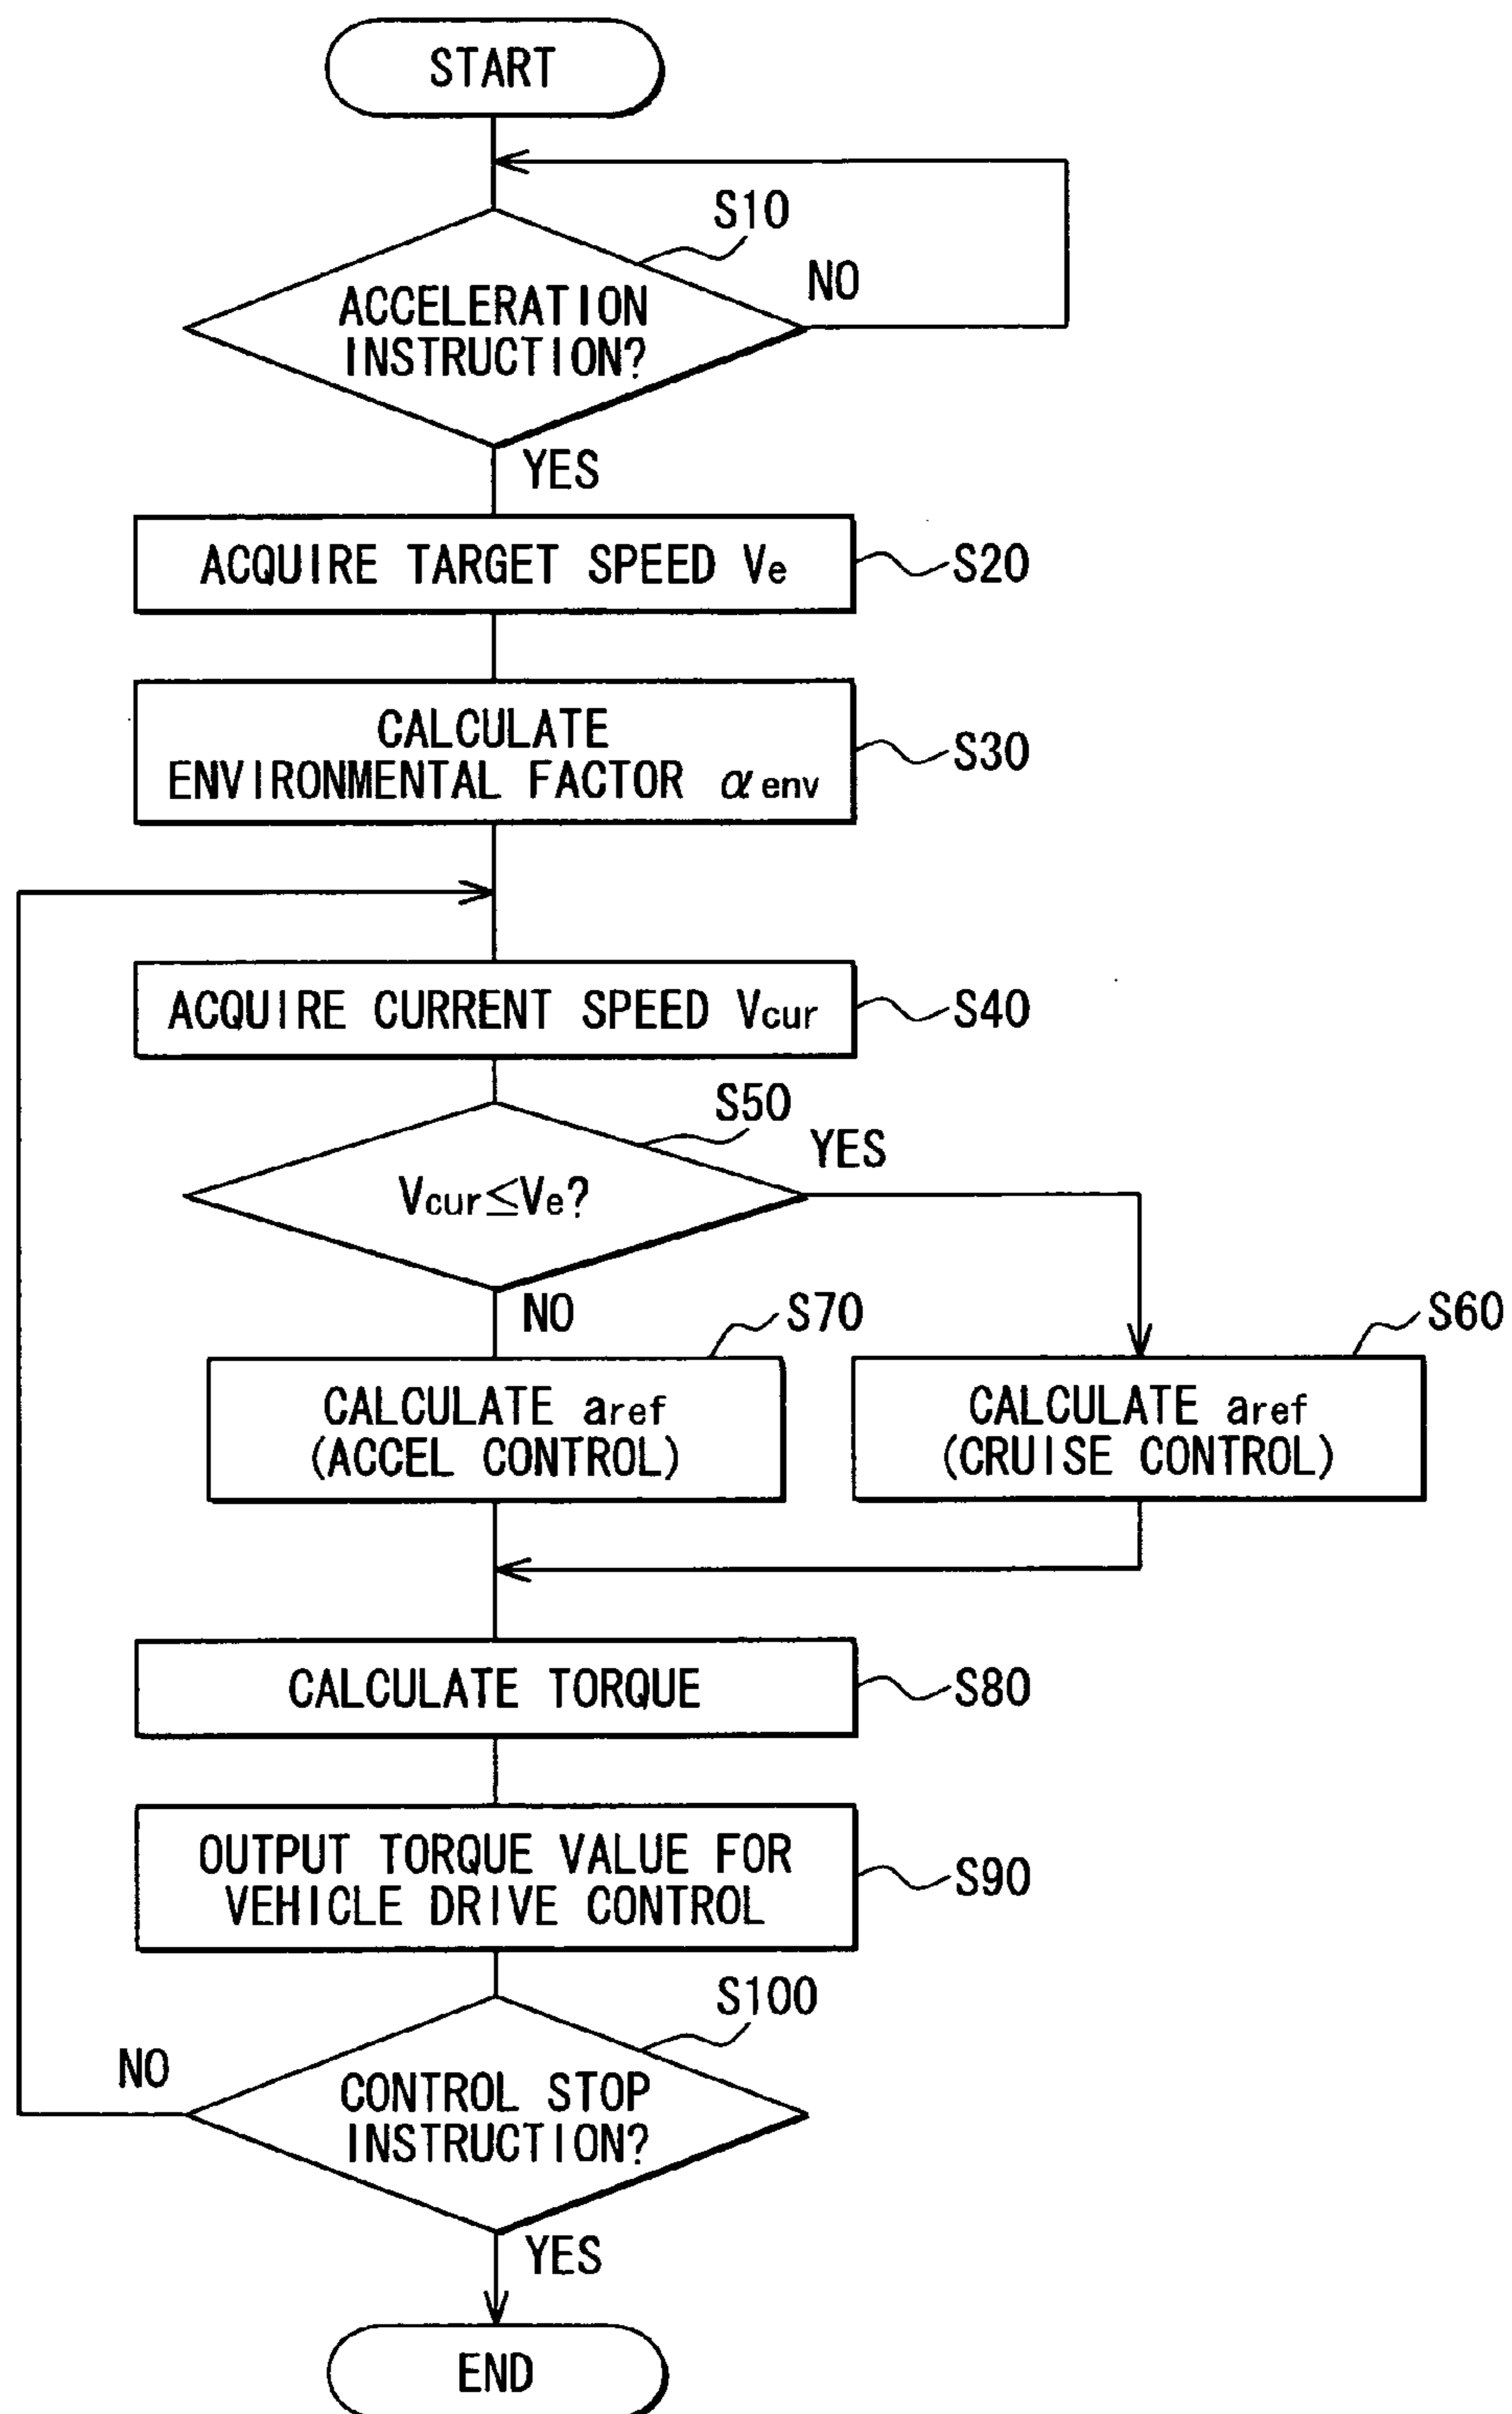 START
S10
NO
ACCELERATION
INSTRUCTION?
YES
ACQUIRE TARGET SPEED Ve
S20
CALCULATE
ENVIRONMENTAL FACTOR αenv
S30
ACQUIRE CURRENT SPEED Vcur
S40
S50
YES
Vcur≦Ve?
NO
S70
S60
CALCULATE aref
(ACCEL CONTROL)
CALCULATE aref
(CRUISE CONTROL)
CALCULATE TORQUE
S80
OUTPUT TORQUE VALUE FOR
VEHICLE DRIVE CONTROL
S90
S100
NO
CONTROL STOP
INSTRUCTION?
YES
END